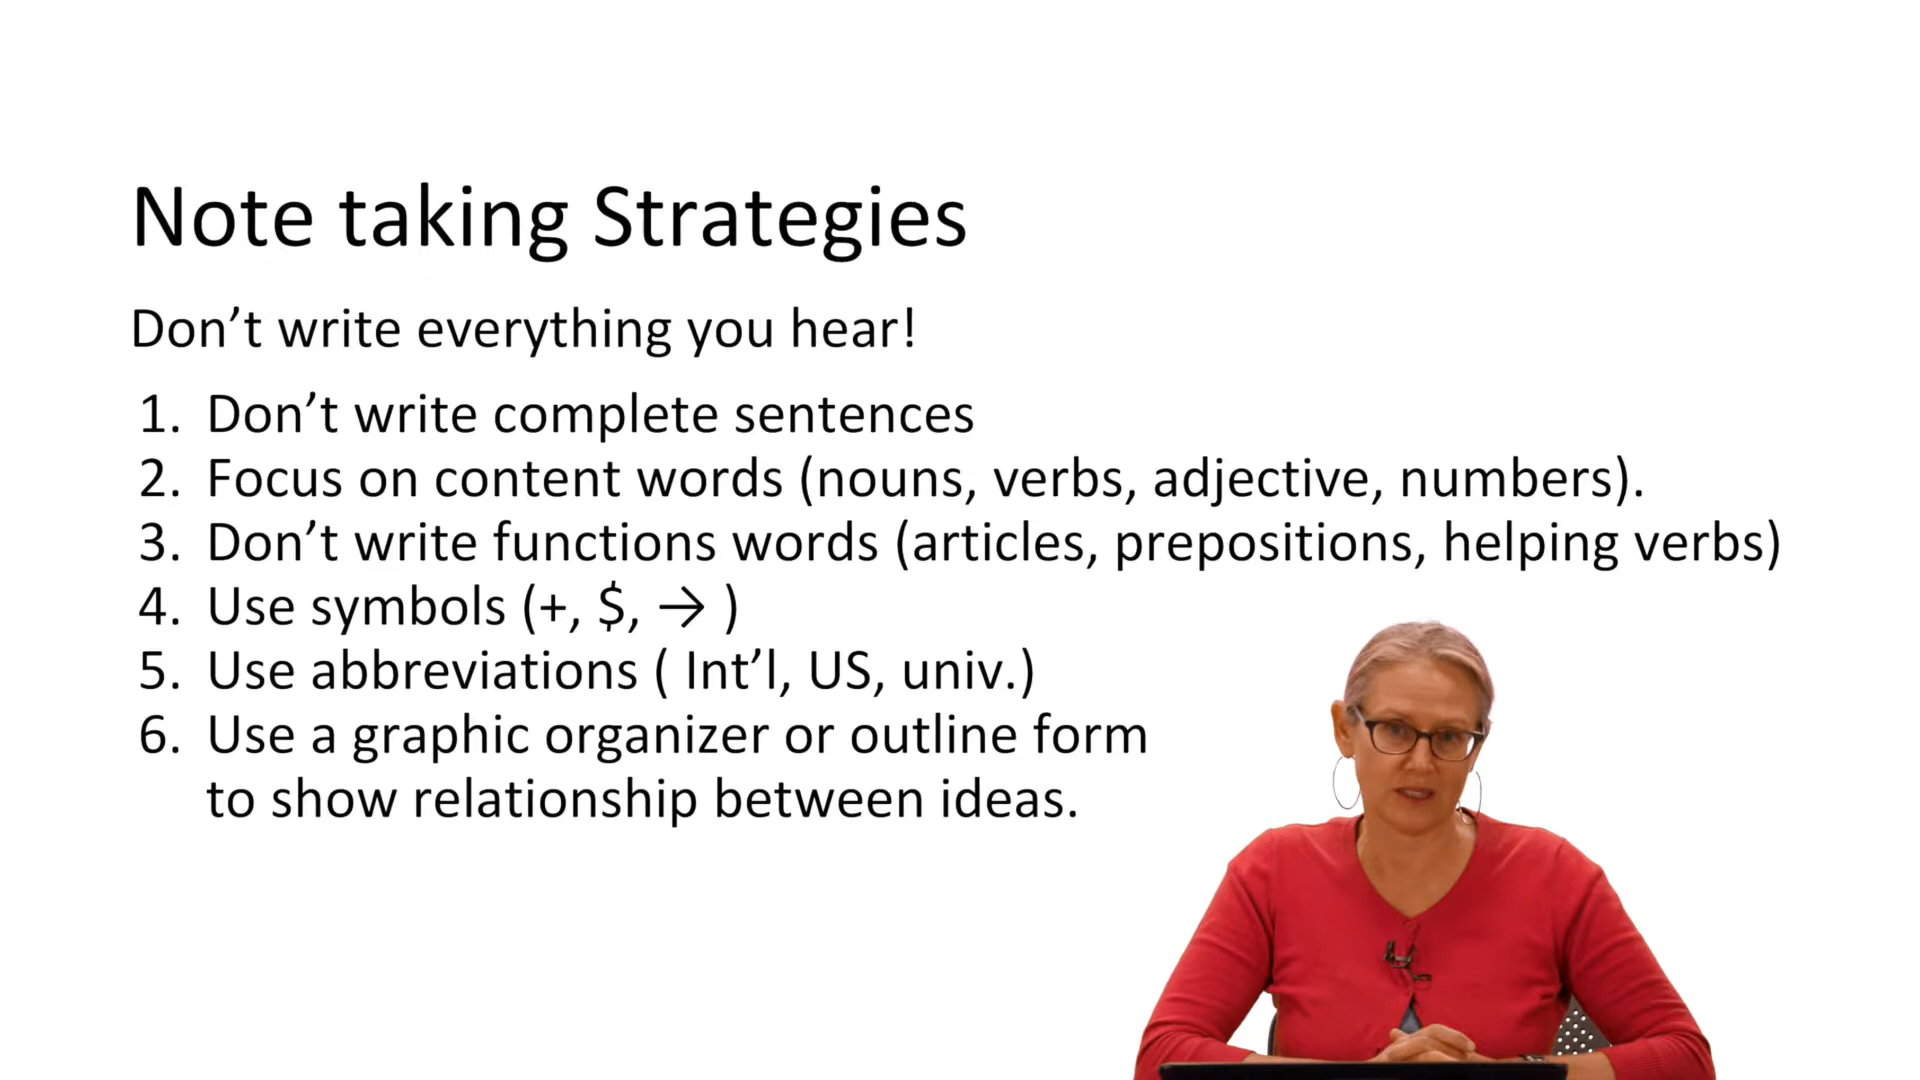 Note taking Strategies
Don’t write everything you hear!
1. Don’t write complete sentences
2. Focus on content words (nouns, verbs, adjective, numbers).
3. Don’t write functions words (articles, prepositions, helping verbs)
4. Use symbols (+, $, → )
5. Use abbreviations ( Int’l, US, univ.)
6. Use a graphic organizer or outline form
to show relationship between ideas.